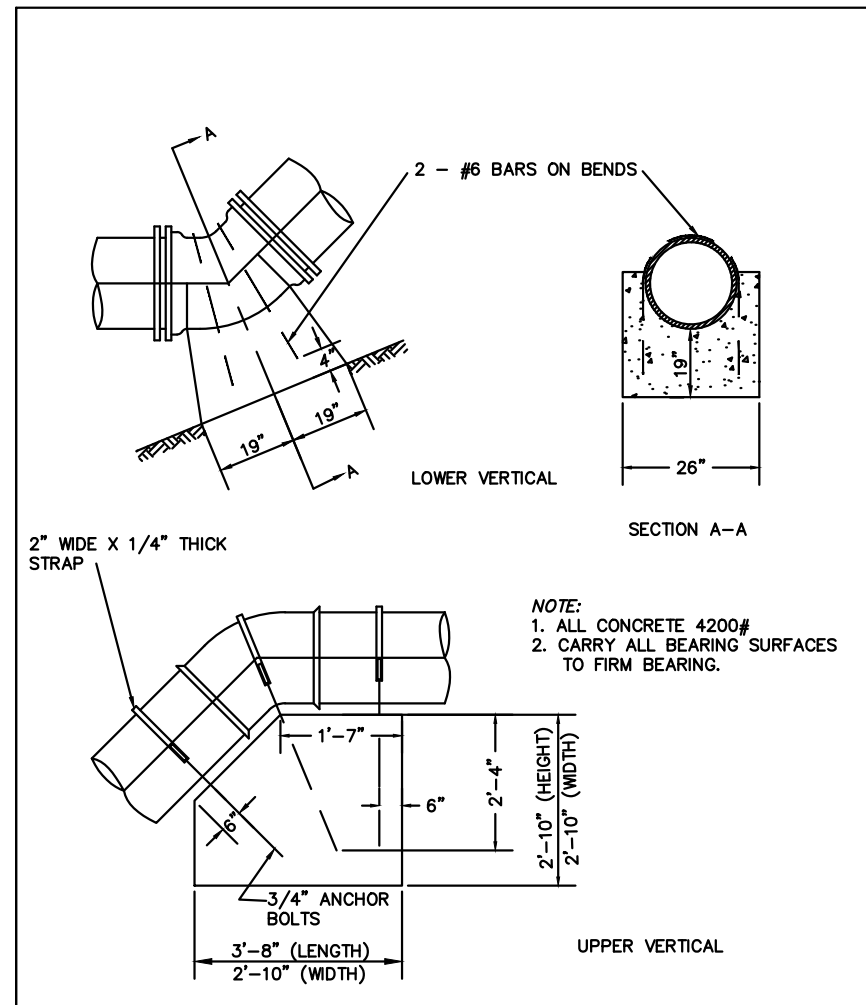 A
2 - #6 BARS ON BENDS
4"
19"
19"
A
LOWER VERTICAL
19"
26"
SECTION A-A
2" WIDE X 1/4" THICK
STRAP
NOTE:
1. ALL CONCRETE 4200#
2. CARRY ALL BEARING SURFACES
TO FIRM BEARING.
1'-7"
2'-4"
2'-10" (HEIGHT)
2'-10" (WIDTH)
6"
6"
3/4" ANCHOR
BOLTS
3'-8" (LENGTH)
2'-10" (WIDTH)
UPPER VERTICAL